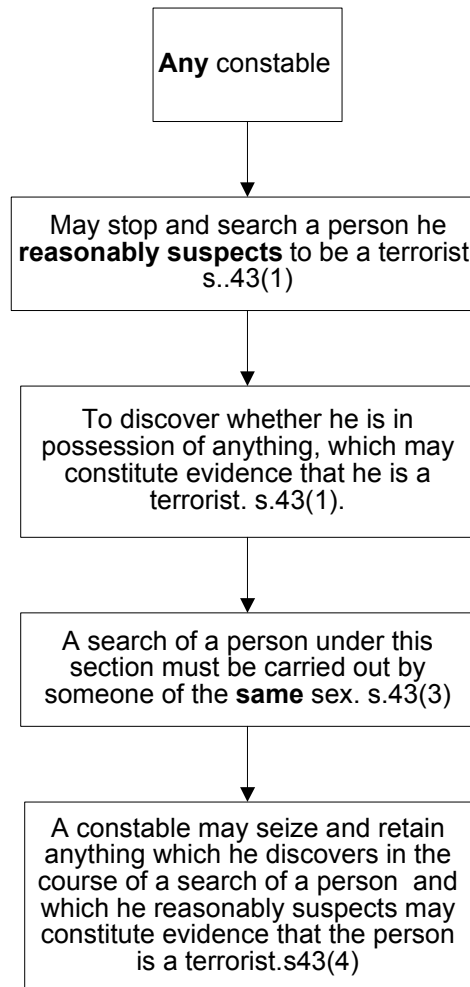 Any constable
May stop and search a person he
reasonably suspects to be a terrorist
s..43(1)
To discover whether he is in
possession of anything, which may
constitute evidence that he is a
terrorist. s.43(1).
A search of a person under this
section must be carried out by
someone of the same sex. s.43(3)
A constable may seize and retain
anything which he discovers in the
course of a search of a person  and
which he reasonably suspects may
constitute evidence that the person
is a terrorist.s43(4)